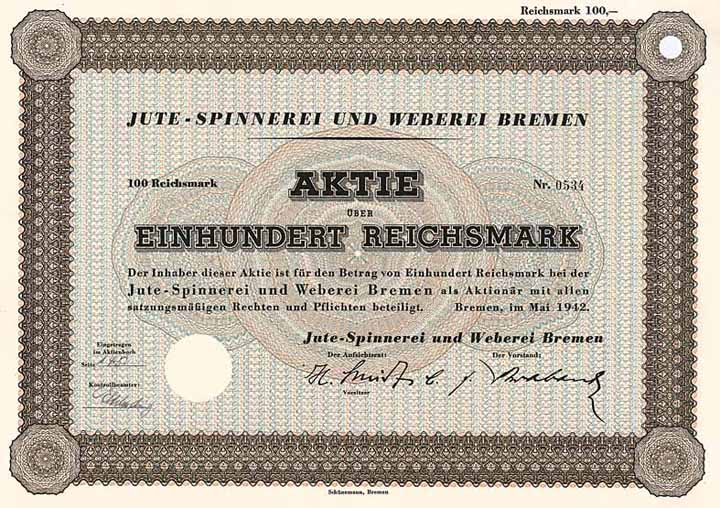 Reichsmark 100,—
JUTE-SPINNEREI UND WEBEREI BREMEN
100 Reichsmark
AKTIE
Nr. 0534
ÜBER
EINHUNDERT REICHSMARK
Der Inhaber dieser Aktie ist für den Betrag von Einhundert Reichsmark bei der
Jute-Spinnerei und Weberei Bremen als Aktionär mit allen
satzungsmäßigen Rechten und Pflichten beteiligt. Bremen, im Mai 1942.
Jute-Spinnerei und Weberei Bremen
Der Aufsichtsrat: Der Vorstand:
Vorsitzer
Eingetragen
im Aktienbuch
Seite
Kontrollbeamter:
Schünemann, Bremen